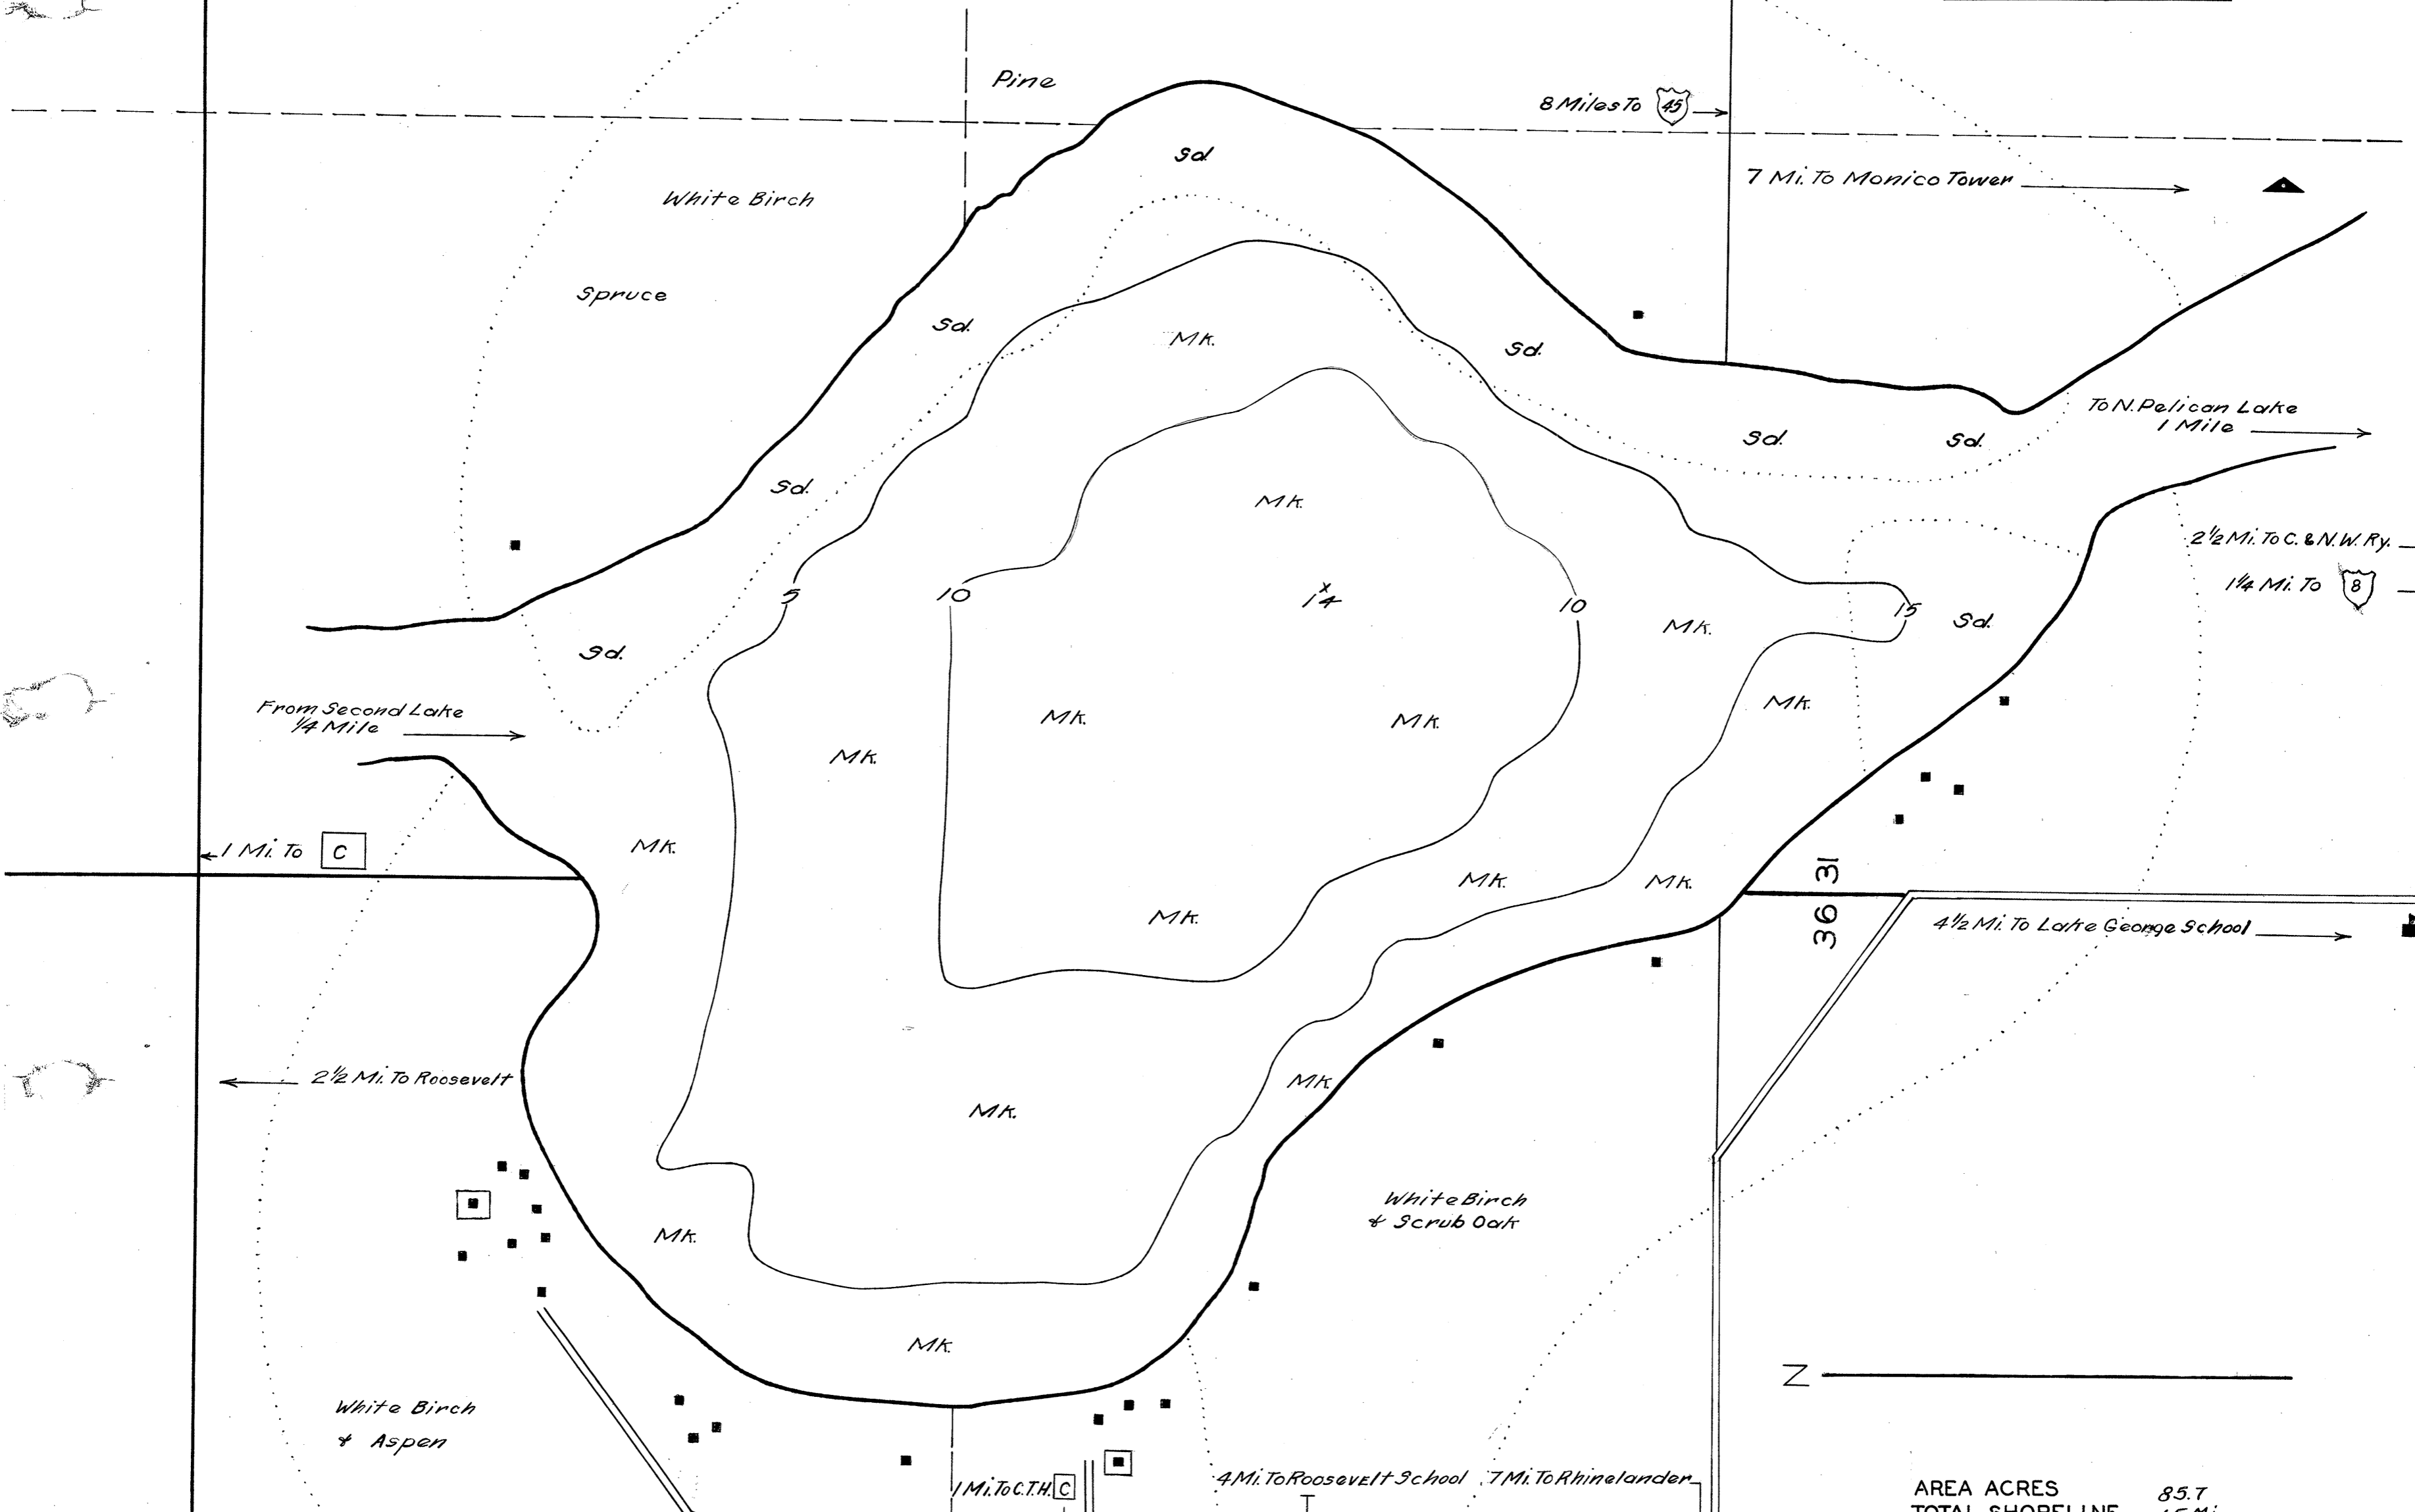 Pine
8 Miles To 45
Sd.
7 Mi. To Monico Tower
White Birch
Spruce
Sd.
Mk.
Sd.
To N. Pelican Lake
1 Mile
Sd.
Sd.
Sd.
Mk.
2½ Mi. To C. & N.W. Ry.
1¼ Mi. To 8
5
10
x
14
10
15
Sd.
Mk.
Sd.
From Second Lake
¼ Mile
Mk.
Mk.
Mk.
Mk.
1 Mi. To C
Mk.
Mk.
Mk.
31
36
Mk.
4½ Mi. To Lake George School
2½ Mi. To Roosevelt
Mk.
Mk.
White Birch
& Scrub Oak
Mk.
Mk.
N
White Birch
& Aspen
1 Mi. To C.T.H. C
4 Mi. To Roosevelt School
7 Mi. To Rhinelander
AREA ACRES 85.7
TOTAL SHORELINE